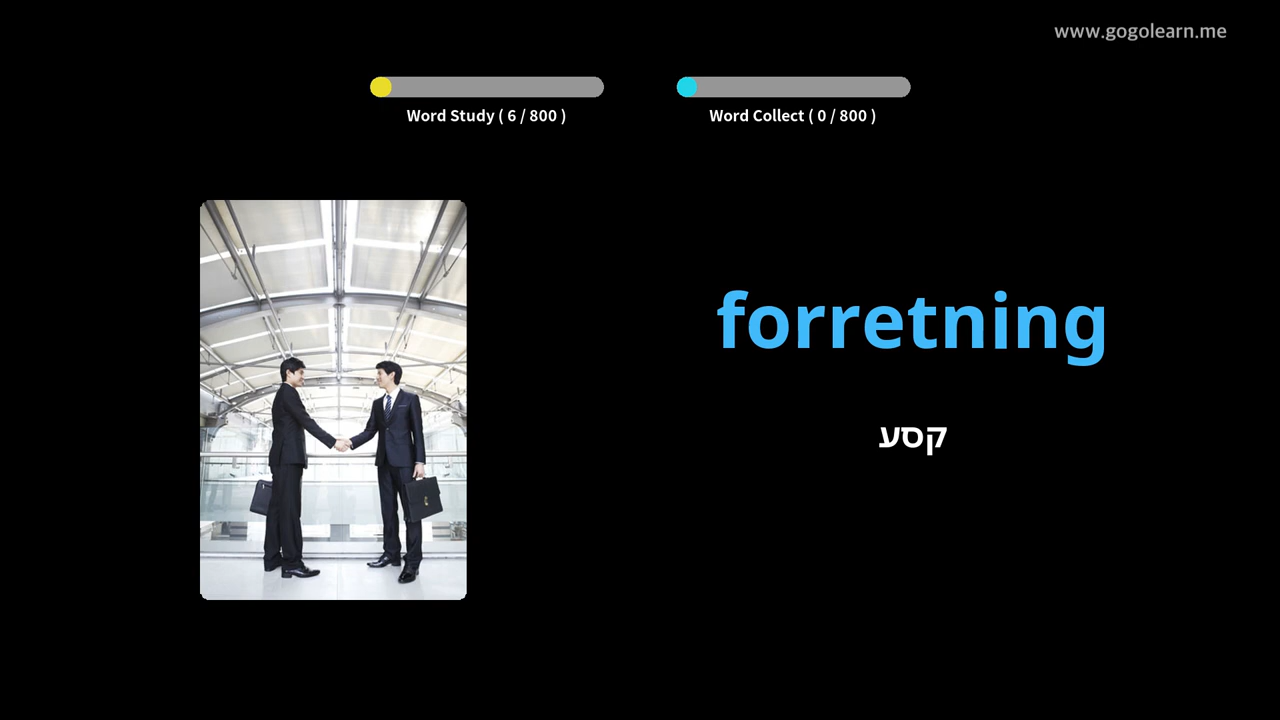 www.gogolearn.me
Word Study ( 6 / 800 )
Word Collect ( 0 / 800 )
forretning
קסע